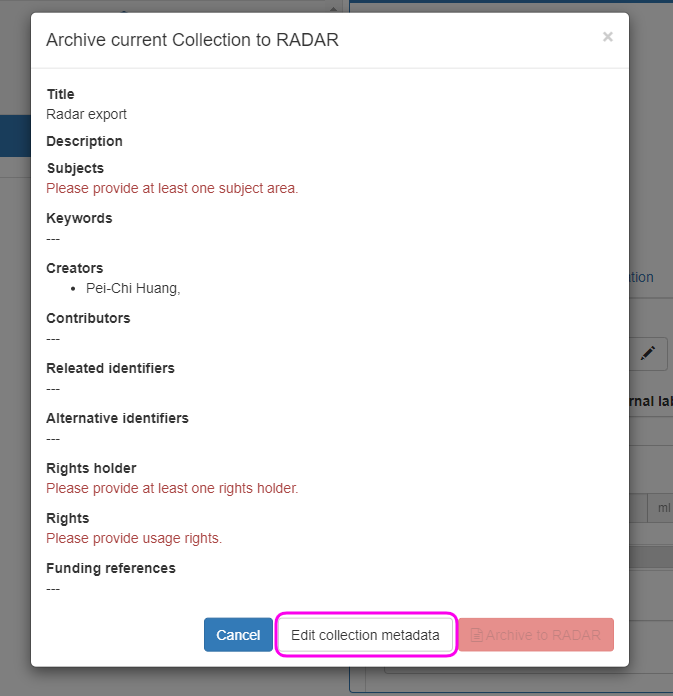 Archive current Collection to RADAR
×
Title
Radar export
Description
Subjects
Please provide at least one subject area.
Keywords
---
Creators
• Pei-Chi Huang,
Contributors
---
Releated identifiers
---
Alternative identifiers
---
Rights holder
Please provide at least one rights holder.
Rights
Please provide usage rights.
Funding references
---
Cancel
Edit collection metadata
Archive to RADAR
tion
rnal lab
ml